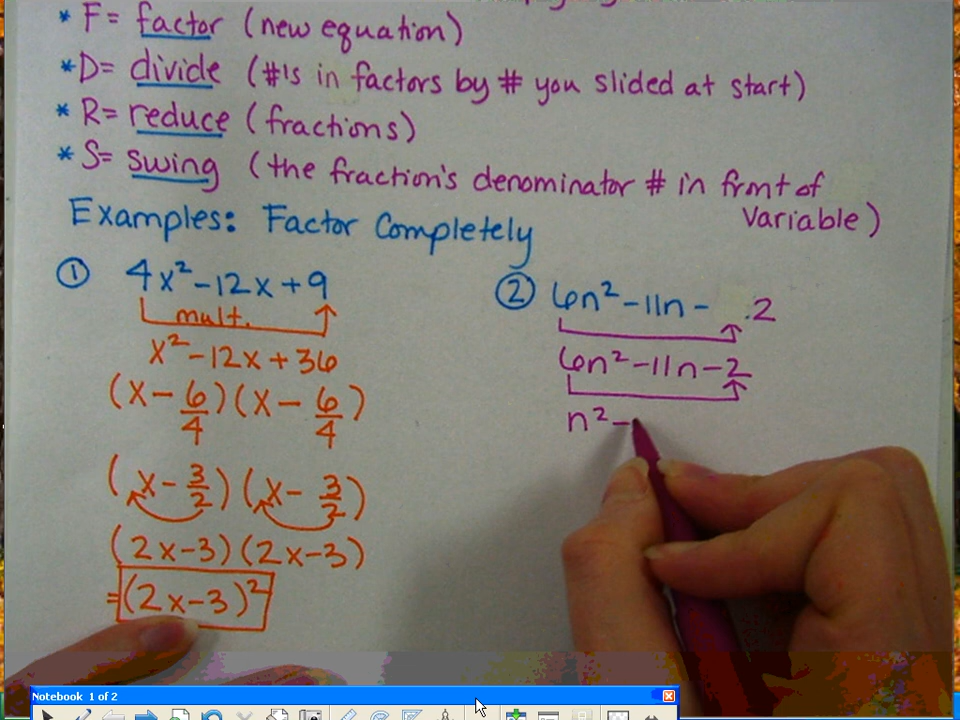 * F = factor (new equation)
* D = divide (#'s in factors by # you slided at start)
* R = reduce (fractions)
* S = swing (the fraction's denominator # in front of variable)
Examples: Factor Completely
① 4x² - 12x + 9
mult.
x² - 12x + 36
(x - 6/4)(x - 6/4)
(x - 3/2)(x - 3/2)
(2x - 3)(2x - 3)
= (2x - 3)²
② 6n² - 11n - .2
6n² - 11n - 2
n² -
Notebook 1 of 2